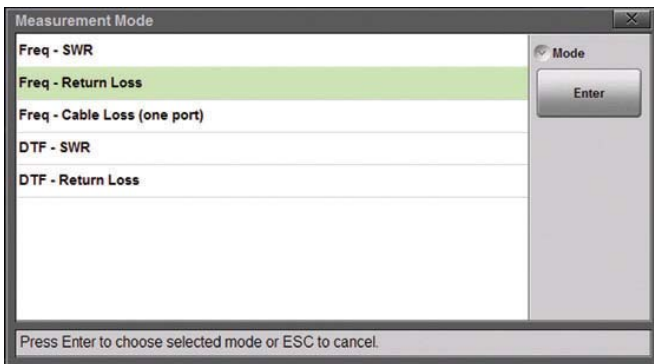 Measurement Mode
Freq - SWR
Freq - Return Loss
Freq - Cable Loss (one port)
DTF - SWR
DTF - Return Loss
Mode
Enter
Press Enter to choose selected mode or ESC to cancel.